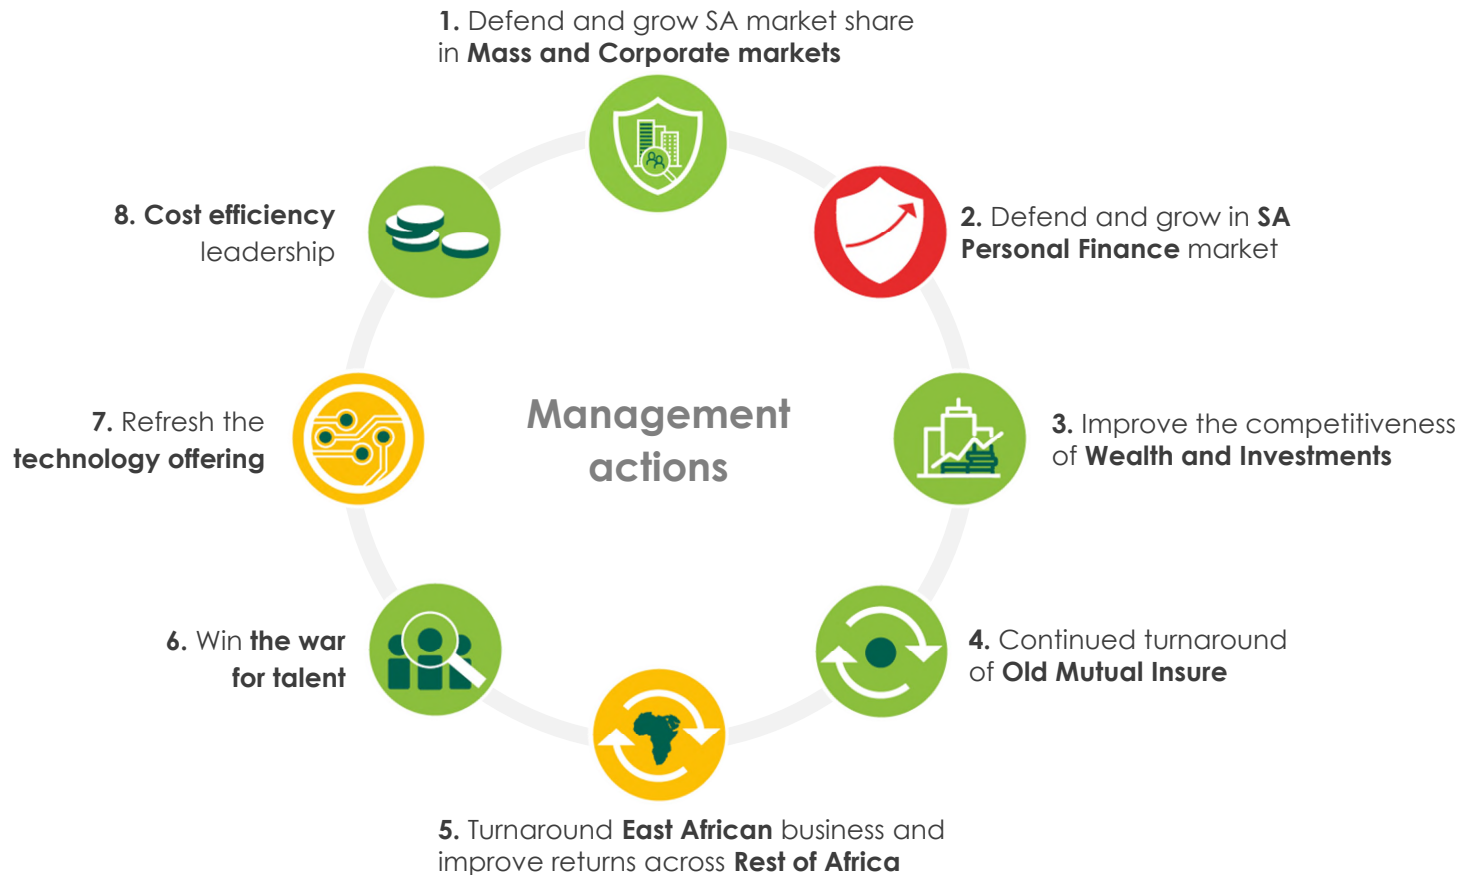 1. Defend and grow SA market share
in Mass and Corporate markets
2. Defend and grow in SA
Personal Finance market
3. Improve the competitiveness
of Wealth and Investments
4. Continued turnaround
of Old Mutual Insure
5. Turnaround East African business and
improve returns across Rest of Africa
6. Win the war
for talent
7. Refresh the
technology offering
8. Cost efficiency
leadership
Management
actions